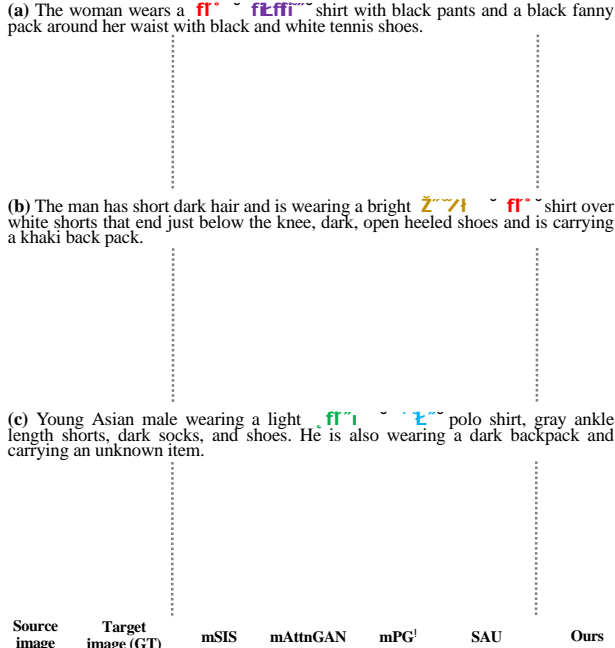 (a) The woman wears a shirt with black pants and a black fanny
pack around her waist with black and white tennis shoes.
(b) The man has short dark hair and is wearing a bright shirt over
white shorts that end just below the knee, dark, open heeled shoes and is carrying
a khaki back pack.
(c) Young Asian male wearing a light polo shirt, gray ankle
length shorts, dark socks, and shoes. He is also wearing a dark backpack and
carrying an unknown item.
Source image
Target image (GT)
mSIS
mAttnGAN
mPG!
SAU
Ours